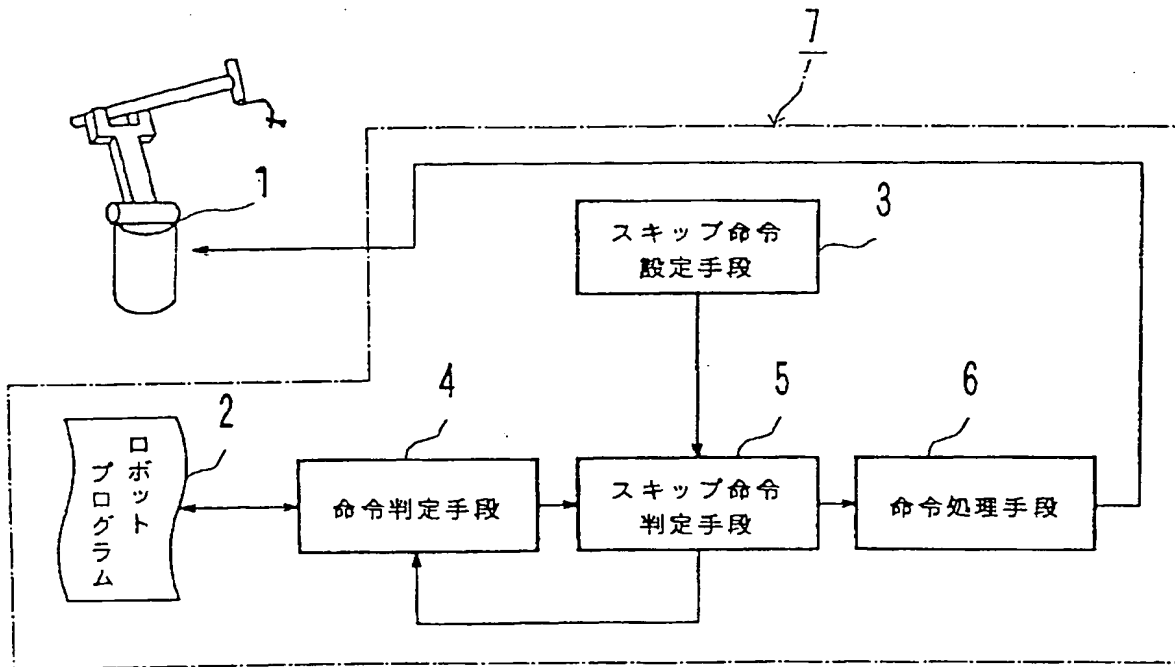 7
1
スキップ命令
設定手段
3
ロボット
プログラム
2
命令判定手段
4
スキップ命令
判定手段
5
命令処理手段
6